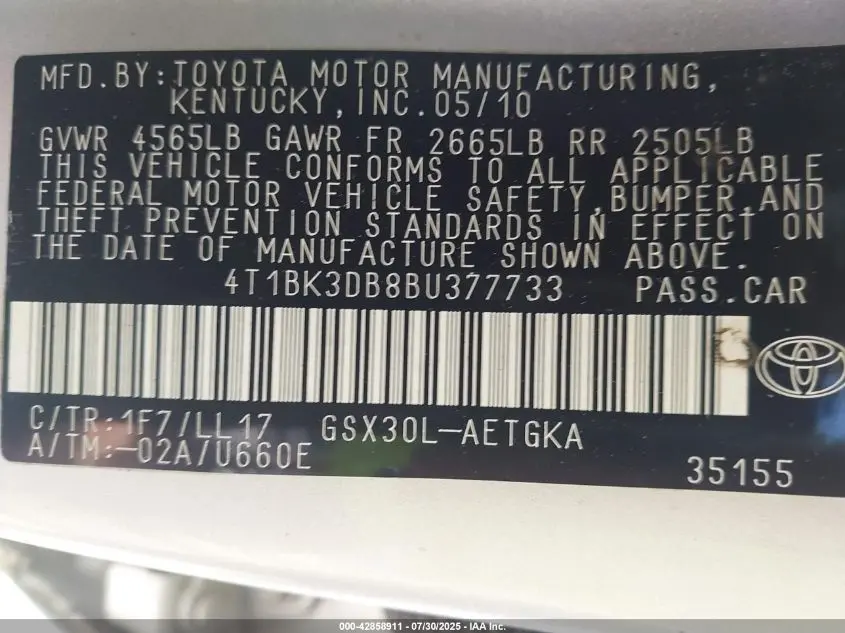 MFD.BY:TOYOTA MOTOR MANUFACTURING,
KENTUCKY,INC.05/10
GVWR 4565LB GAWR FR 2665LB RR 2505LB
THIS VEHICLE CONFORMS TO ALL APPLICABLE
FEDERAL MOTOR VEHICLE SAFETY,BUMPER,AND
THEFT PREVENTION STANDARDS IN EFFECT ON
THE DATE OF MANUFACTURE SHOWN ABOVE.
4T1BK3DB8BU377733 PASS.CAR
C/TR:1F7/LL17 GSX30L-AETGKA
A/TM:-02A/U660E
35155
000-42858911 - 07/30/2025 - IAA Inc.